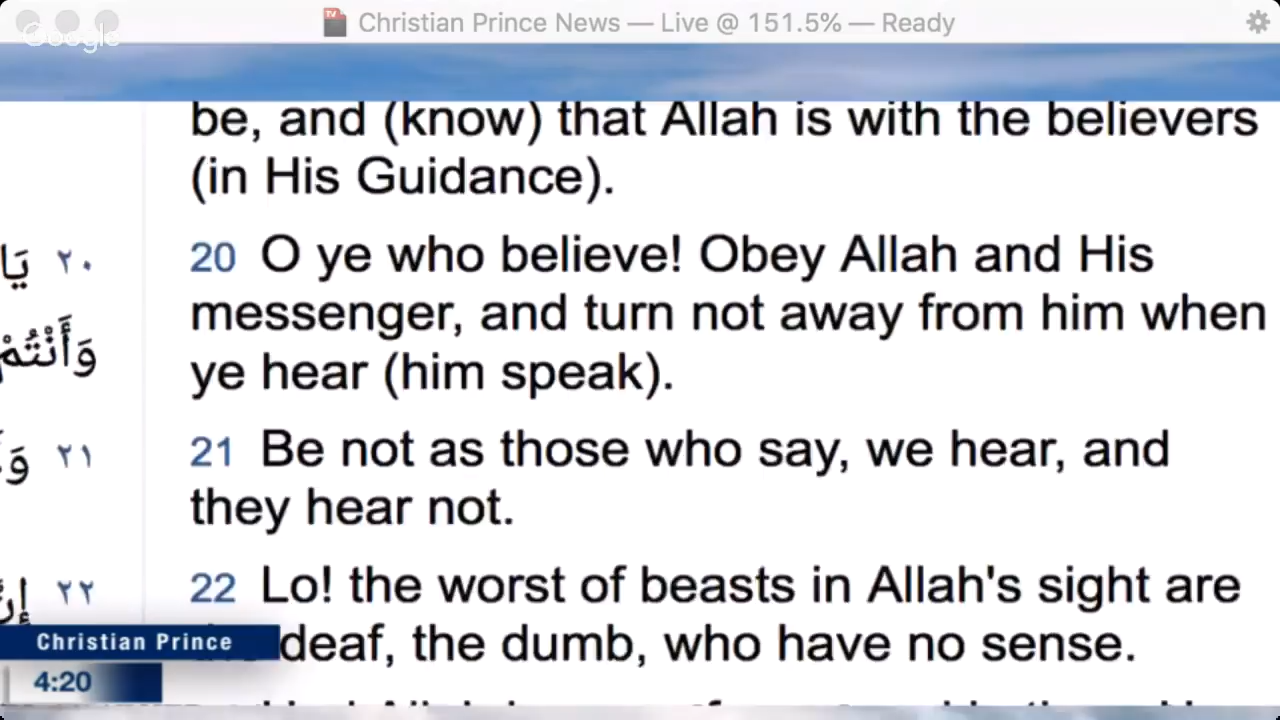 Christian Prince News — Live @ 151.5% — Ready
Google
be, and (know) that Allah is with the believers
(in His Guidance).
٢٠ يَا
20 O ye who believe! Obey Allah and His
messenger, and turn not away from him when
وَأَنْتُمْ
ye hear (him speak).
٢١
21 Be not as those who say, we hear, and
they hear not.
٢٢
22 Lo! the worst of beasts in Allah's sight are
deaf, the dumb, who have no sense.
Christian Prince
4:20